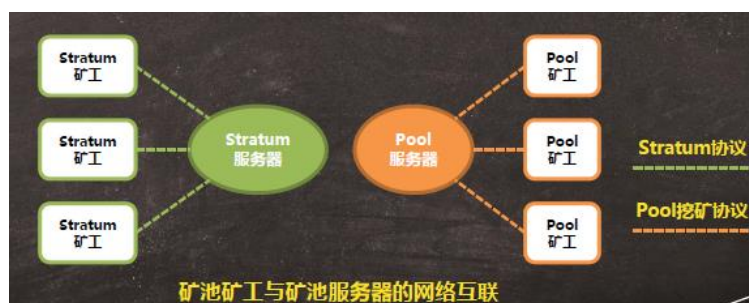 Stratum
矿工
Pool
矿工
Stratum
矿工
Stratum
服务器
Pool
服务器
Pool
矿工
Stratum协议
Pool挖矿协议
Stratum
矿工
Pool
矿工
矿池矿工与矿池服务器的网络互联